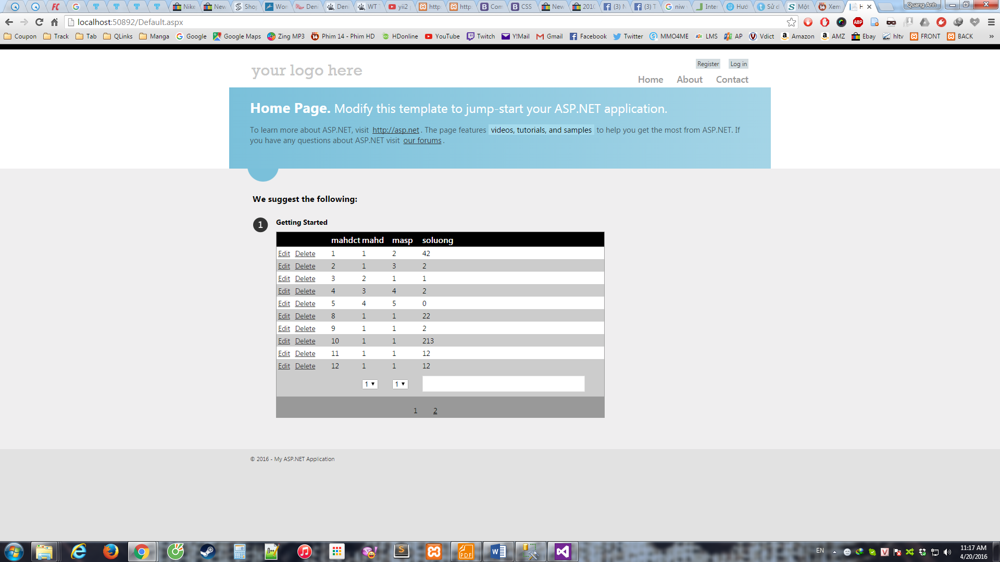 Nike
New
Shop
Won
Den
Den
WT
yii2
http:
http:
Com
CSS
New
2010
(3) N
(3) T
niw
Inter
Hướ
Sử d
Một
Xem
H
Quang Anh
localhost:50892/Default.aspx
Coupon Track Tab QLinks Manga Google Google Maps Zing MP3 Phim 14 - Phim HD HDonline YouTube Twitch Y!Mail Gmail Facebook Twitter MMO4ME LMS AP Vdict Amazon AMZ Ebay hltv FRONT BACK »
your logo here
Register Log in
Home About Contact
Home Page. Modify this template to jump-start your ASP.NET application.
To learn more about ASP.NET, visit http://asp.net. The page features videos, tutorials, and samples to help you get the most from ASP.NET. If
you have any questions about ASP.NET visit our forums.
We suggest the following:
1 Getting Started
mahdct mahd masp soluong
Edit Delete 1 1 2 42
Edit Delete 2 1 3 2
Edit Delete 3 2 1 1
Edit Delete 4 3 4 2
Edit Delete 5 4 5 0
Edit Delete 8 1 1 22
Edit Delete 9 1 1 2
Edit Delete 10 1 1 213
Edit Delete 11 1 1 12
Edit Delete 12 1 1 12
1 1
1 2
© 2016 - My ASP.NET Application
EN
11:17 AM
4/20/2016